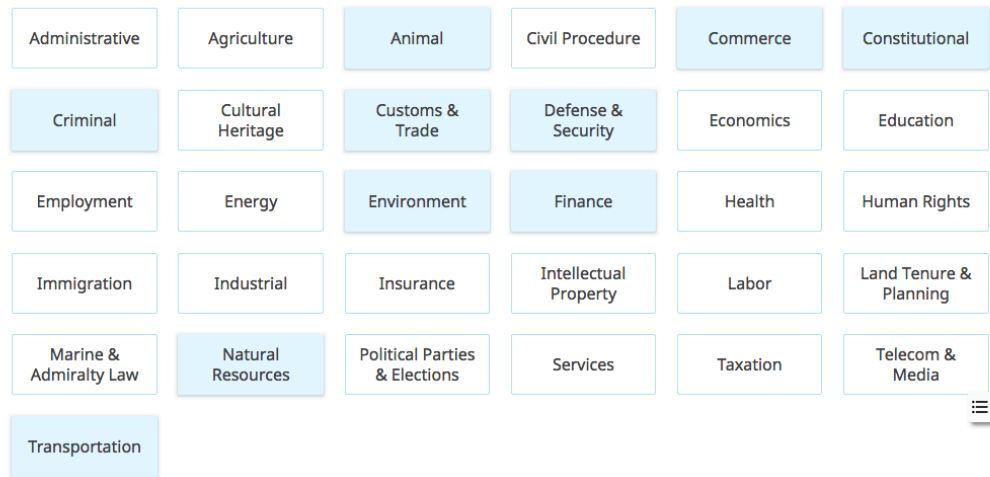 Administrative
Agriculture
Animal
Civil Procedure
Commerce
Constitutional
Criminal
Cultural
Heritage
Customs &
Trade
Defense &
Security
Economics
Education
Employment
Energy
Environment
Finance
Health
Human Rights
Immigration
Industrial
Insurance
Intellectual
Property
Labor
Land Tenure &
Planning
Marine &
Admiralty Law
Natural
Resources
Political Parties
& Elections
Services
Taxation
Telecom &
Media
Transportation